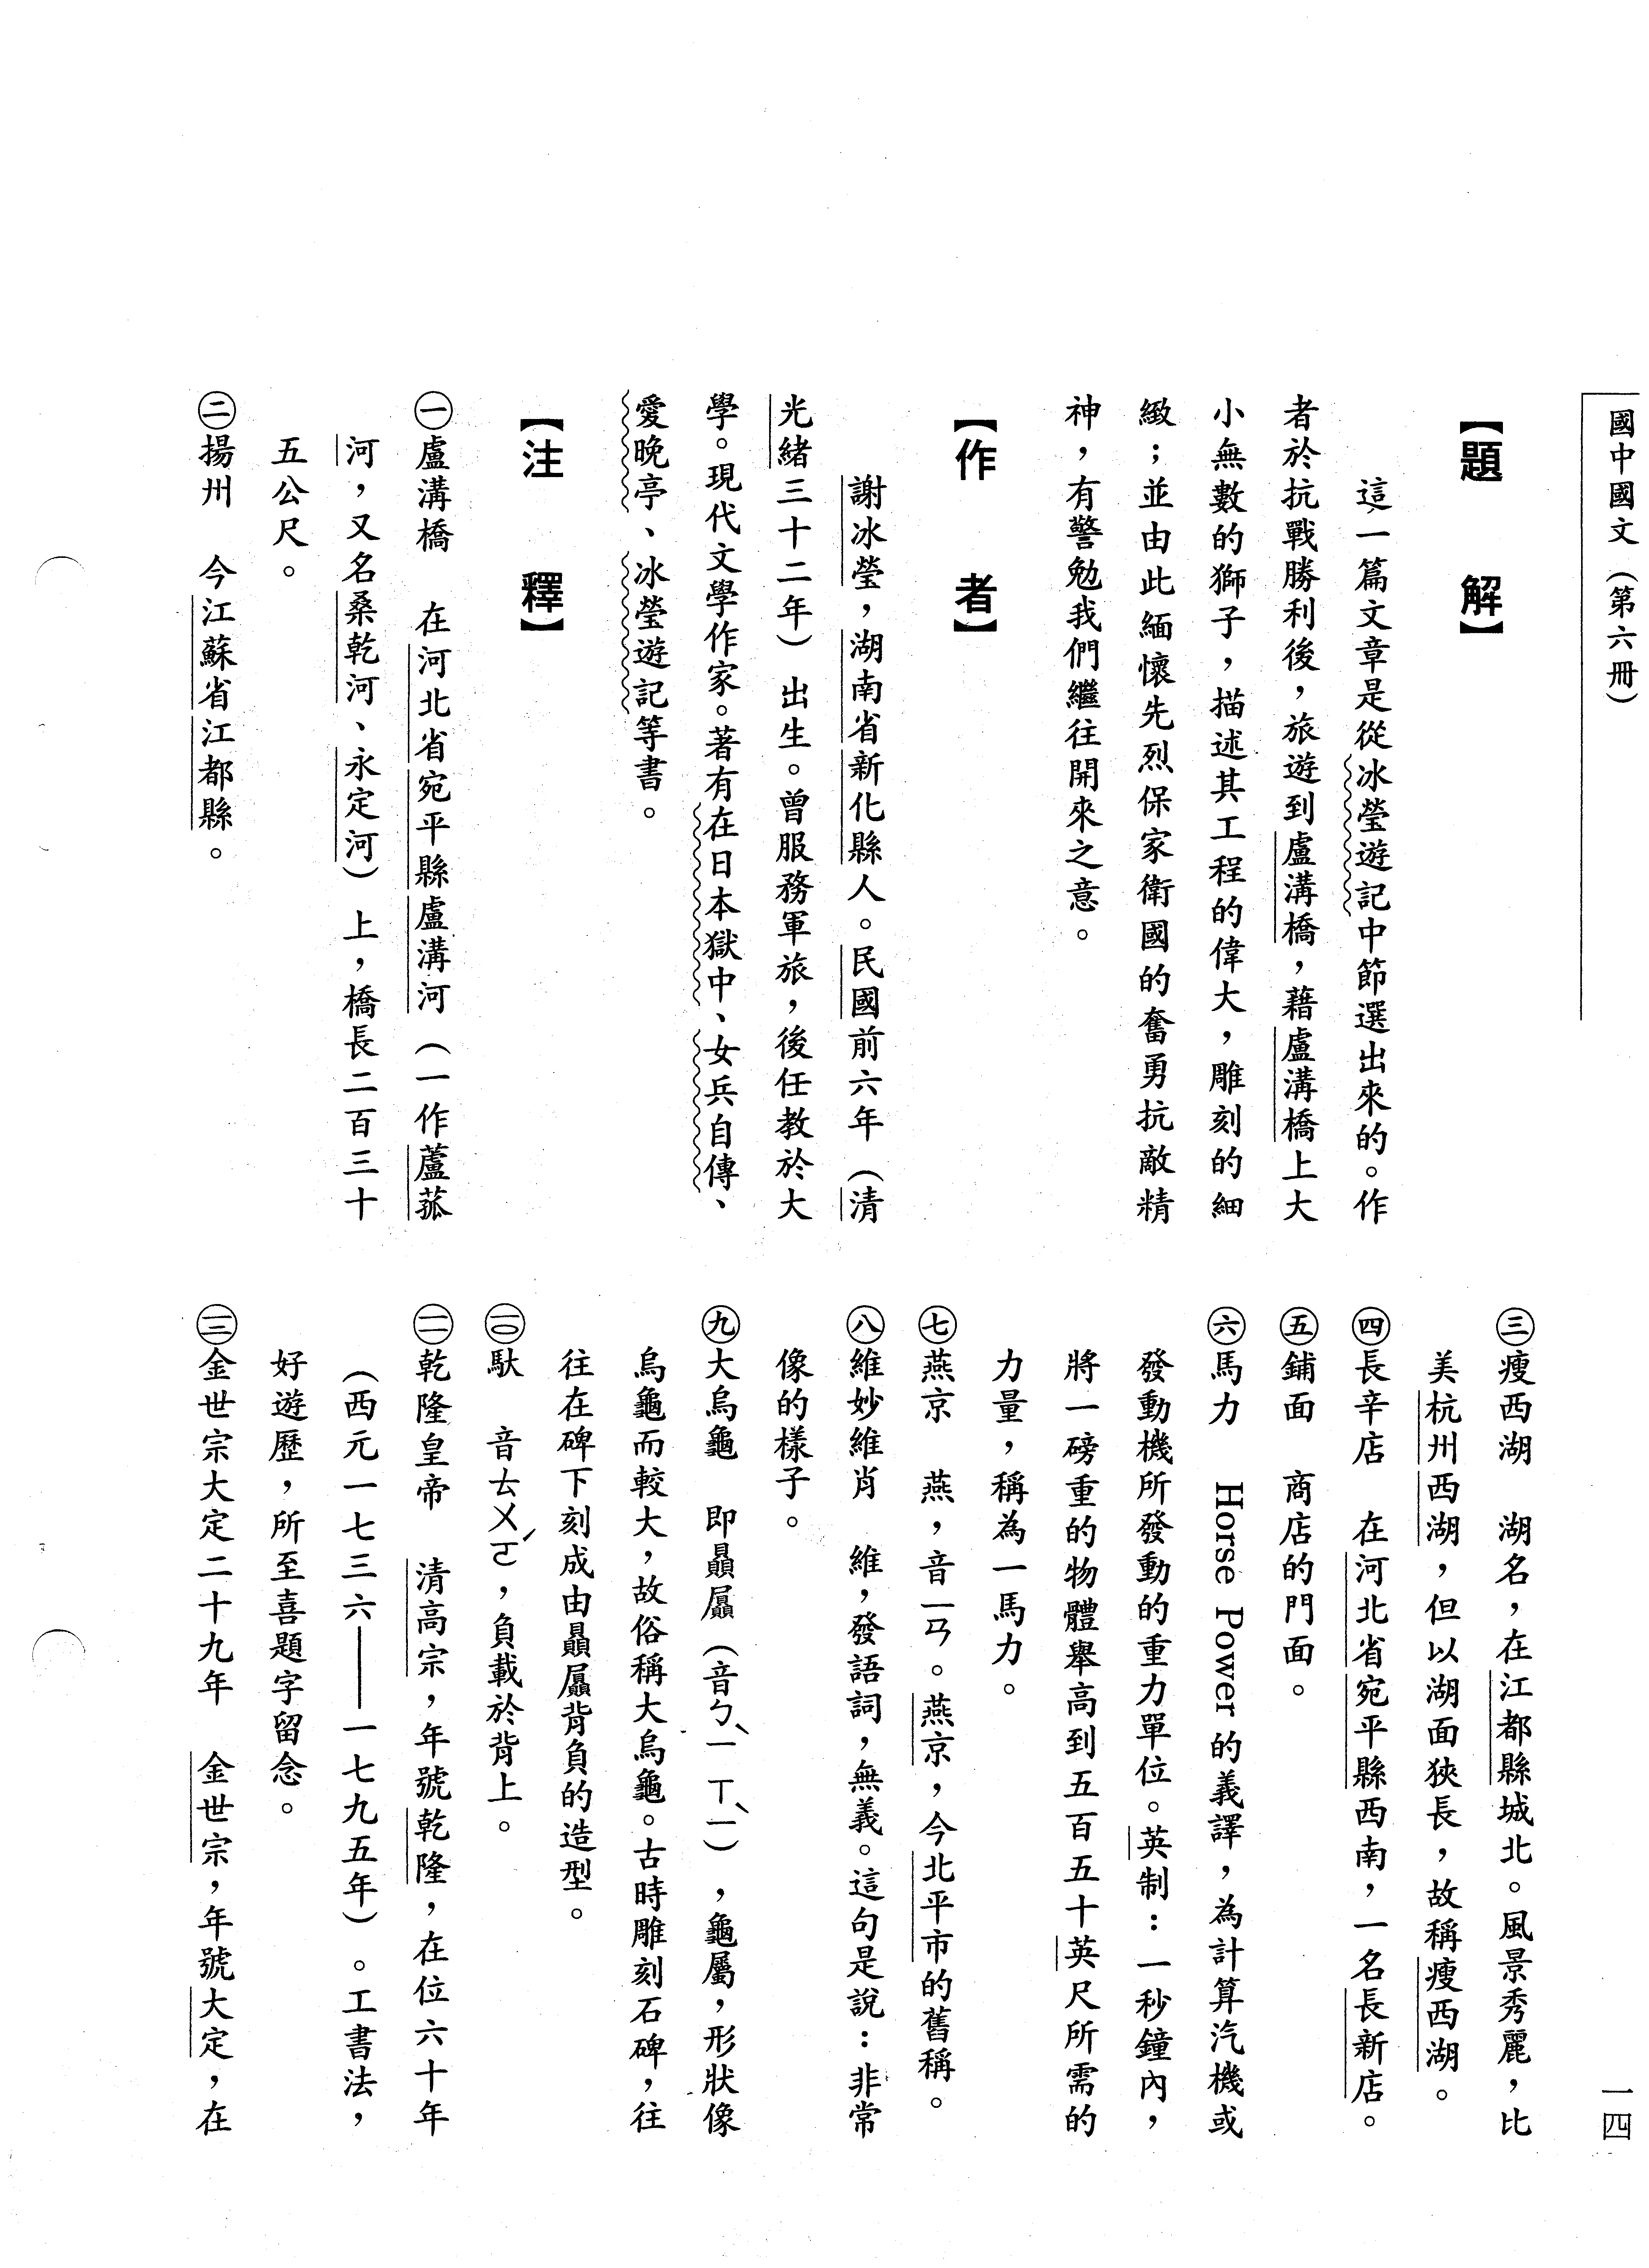 國中國文（第六冊）
一四
【題　解】
這一篇文章是從冰瑩遊記中節選出來的。作
者於抗戰勝利後，旅遊到盧溝橋，藉盧溝橋上大
小無數的獅子，描述其工程的偉大，雕刻的細
緻；並由此緬懷先烈保家衛國的奮勇抗敵精
神，有警勉我們繼往開來之意。
【作　者】
謝冰瑩，湖南省新化縣人。民國前六年（清
光緒三十二年）出生。曾服務軍旅，後任教於大
學。現代文學作家。著有在日本獄中、女兵自傳、
愛晚亭、冰瑩遊記等書。
【注　釋】
㊀盧溝橋　在河北省宛平縣盧溝河（一作蘆菰
河，又名桑乾河、永定河）上，橋長二百三十
五公尺。
㊁揚州　今江蘇省江都縣。
㊂瘦西湖　湖名，在江都縣城北。風景秀麗，比
美杭州西湖，但以湖面狹長，故稱瘦西湖。
㊃長辛店　在河北省宛平縣西南，一名長新店。
㊄鋪面　商店的門面。
㊅馬力　Horse Power 的義譯，為計算汽機或
發動機所發動的重力單位。英制：一秒鐘內，
將一磅重的物體舉高到五百五十英尺所需的
力量，稱為一馬力。
㊆燕京　燕，音ㄧㄢ。燕京，今北平市的舊稱。
㊇維妙維肖　維，發語詞，無義。這句是說：非常
像的樣子。
㊈大烏龜　即贔屭（音ㄅㄧˋ ㄒㄧˋ），龜屬，形狀像
烏龜而較大，故俗稱大烏龜。古時雕刻石碑，往
往在碑下刻成由贔屭背負的造型。
㊀〇馱　音ㄊㄨㄛˊ，負載於背上。
㊀㊀乾隆皇帝　清高宗，年號乾隆，在位六十年
（西元一七三六——一七九五年）。工書法，
好遊歷，所至喜題字留念。
㊀㊁金世宗大定二十九年　金世宗，年號大定，在